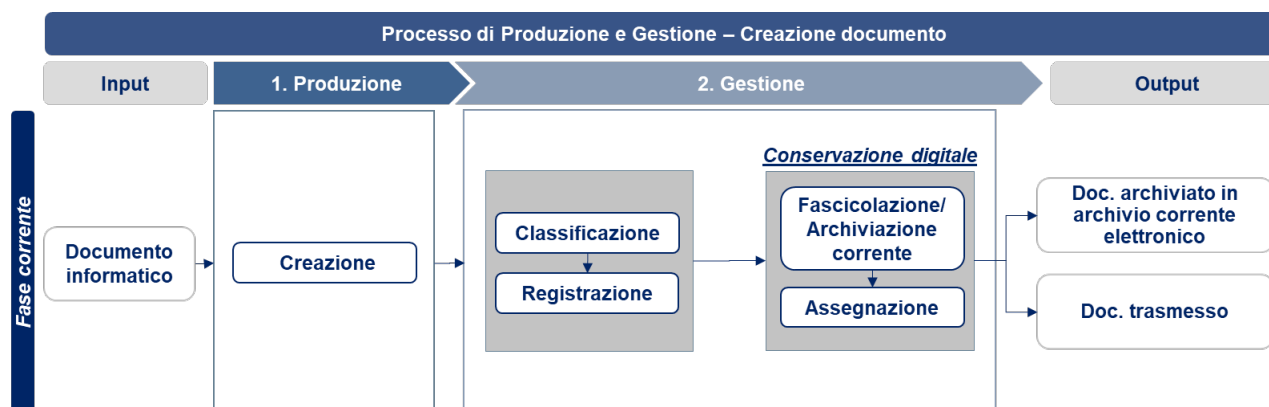 Processo di Produzione e Gestione – Creazione documento
Input
1. Produzione
2. Gestione
Output
Fase corrente
Documento
informatico
Creazione
Classificazione
Registrazione
Conservazione digitale
Fascicolazione/
Archiviazione
corrente
Assegnazione
Doc. archiviato in
archivio corrente
elettronico
Doc. trasmesso